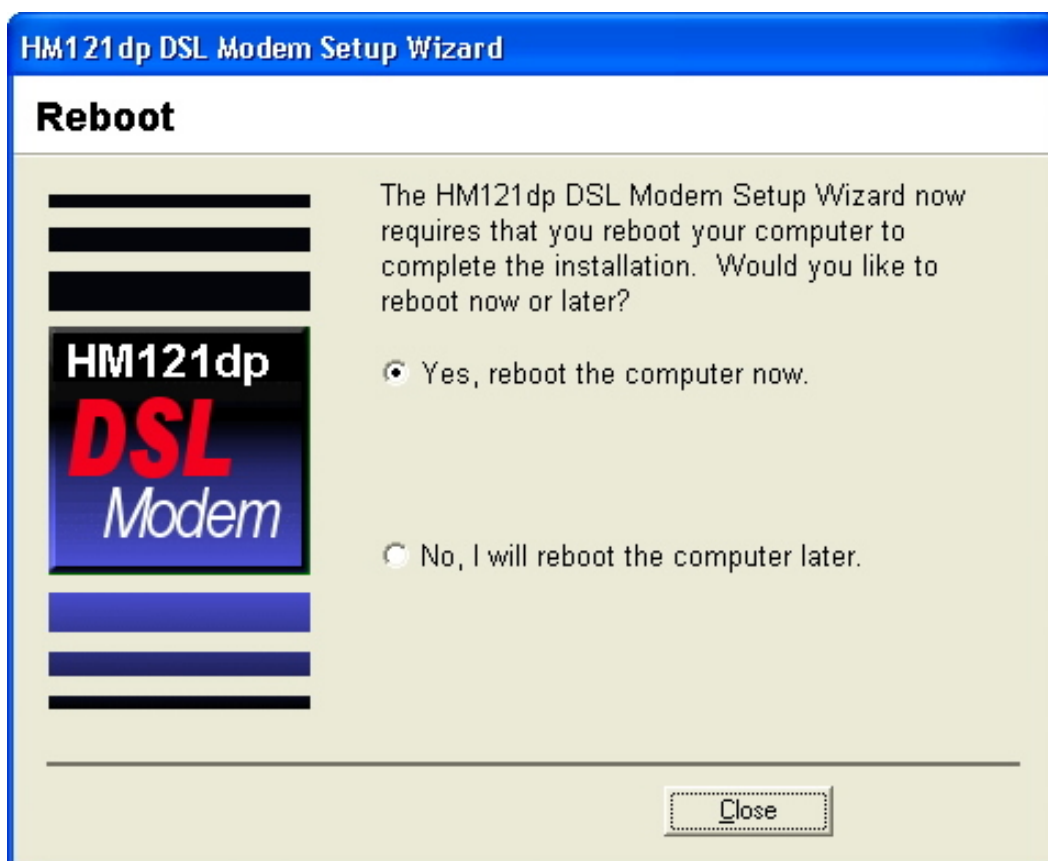 HM121dp DSL Modem Setup Wizard
Reboot
The HM121dp DSL Modem Setup Wizard now
requires that you reboot your computer to
complete the installation.  Would you like to
reboot now or later?
HM121dp
DSL
Modem
Yes, reboot the computer now.
No, I will reboot the computer later.
Close